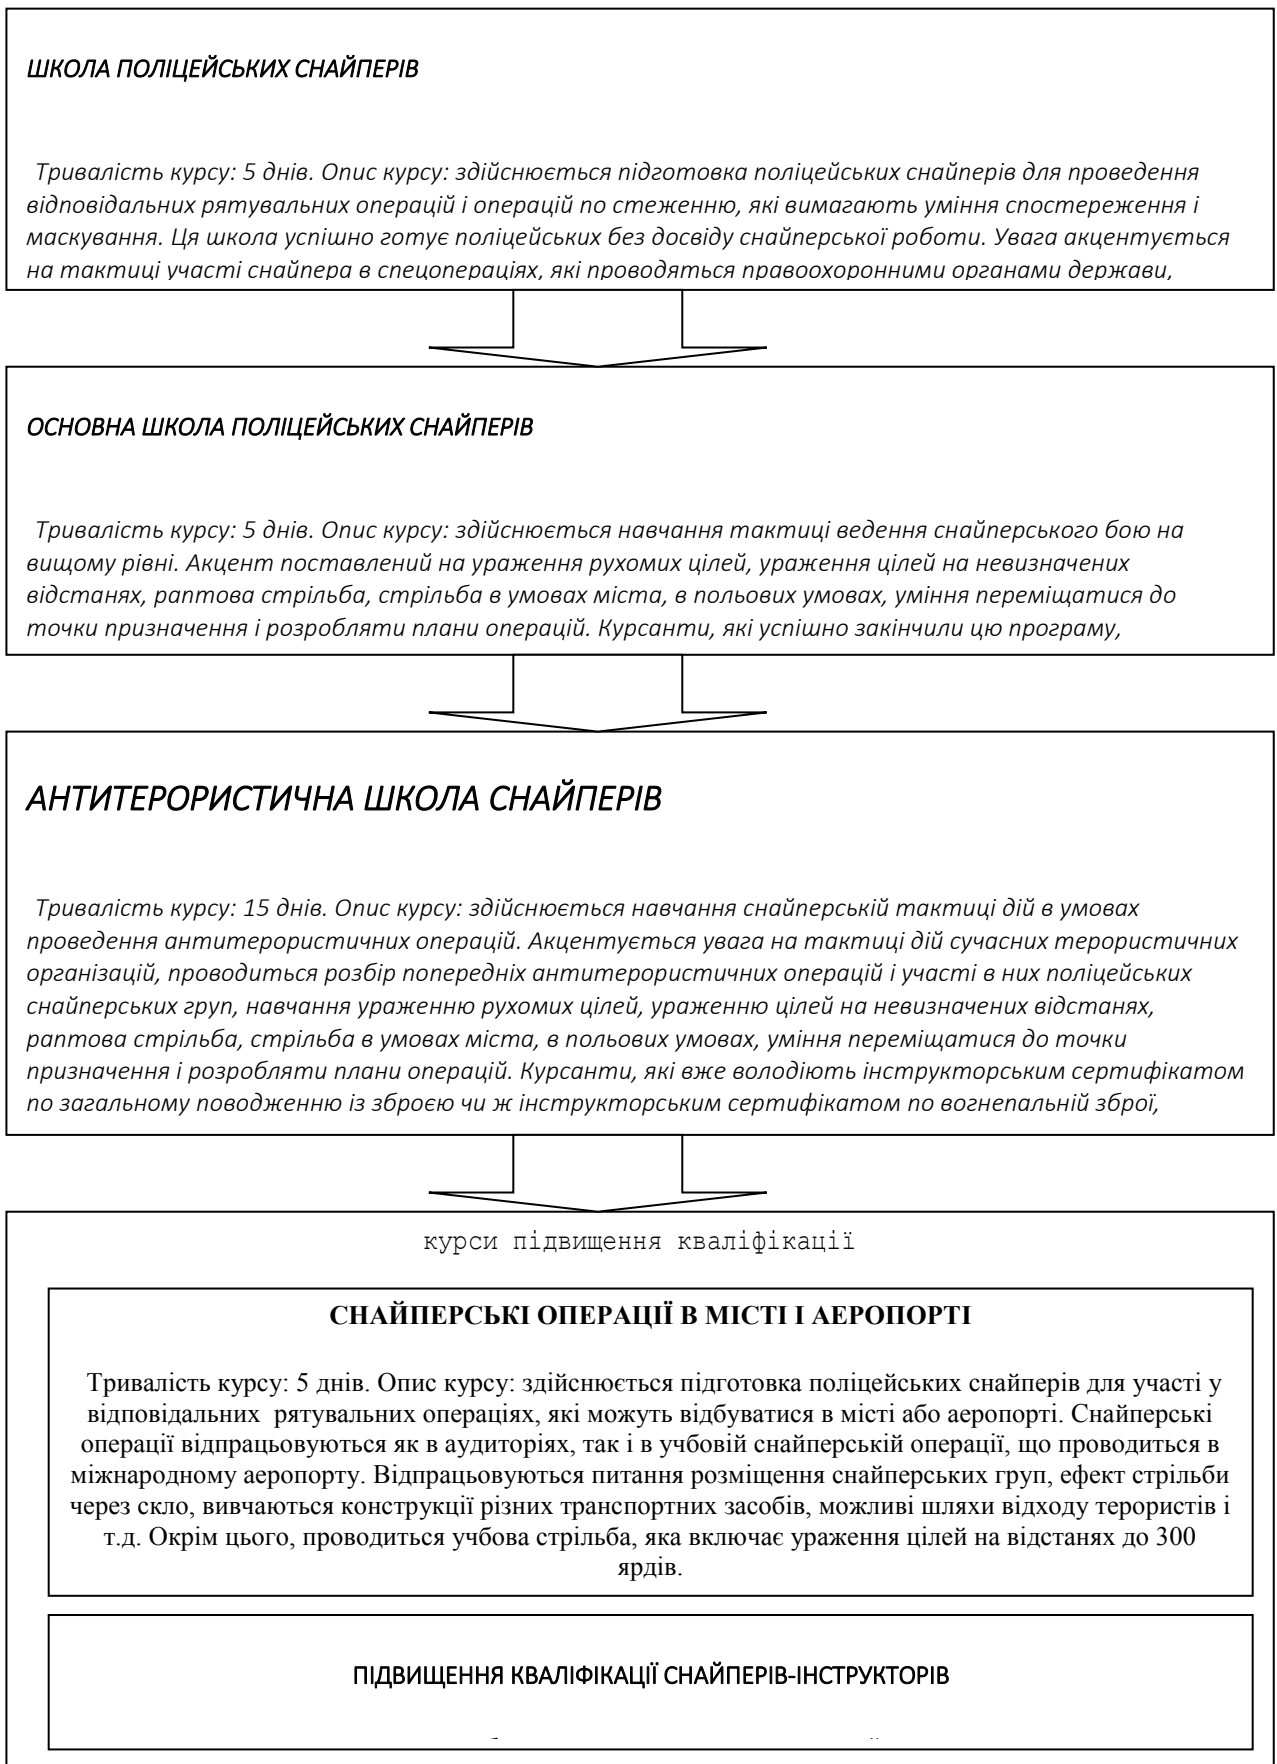 ШКОЛА ПОЛІЦЕЙСЬКИХ СНАЙПЕРІВ
Тривалість курсу: 5 днів. Опис курсу: здійснюється підготовка поліцейських снайперів для проведення
відповідальних рятувальних операцій і операцій по стеженню, які вимагають уміння спостереження і
маскування. Ця школа успішно готує поліцейських без досвіду снайперської роботи. Увага акцентується
на тактиці участі снайпера в спецопераціях, які проводяться правоохоронними органами держави,
ОСНОВНА ШКОЛА ПОЛІЦЕЙСЬКИХ СНАЙПЕРІВ
Тривалість курсу: 5 днів. Опис курсу: здійснюється навчання тактиці ведення снайперського бою на
вищому рівні. Акцент поставлений на ураження рухомих цілей, ураження цілей на невизначених
відстанях, раптова стрільба, стрільба в умовах міста, в польових умовах, уміння переміщатися до
точки призначення і розробляти плани операцій. Курсанти, які успішно закінчили цю програму,
АНТИТЕРОРИСТИЧНА ШКОЛА СНАЙПЕРІВ
Тривалість курсу: 15 днів. Опис курсу: здійснюється навчання снайперській тактиці дій в умовах
проведення антитерористичних операцій. Акцентується увага на тактиці дій сучасних терористичних
організацій, проводиться розбір попередніх антитерористичних операцій і участі в них поліцейських
снайперських груп, навчання ураженню рухомих цілей, ураженню цілей на невизначених відстанях,
раптова стрільба, стрільба в умовах міста, в польових умовах, уміння переміщатися до точки
призначення і розробляти плани операцій. Курсанти, які вже володіють інструкторським сертифікатом
по загальному поводженню із зброєю чи ж інструкторським сертифікатом по вогнепальній зброї,
курси підвищення кваліфікації
СНАЙПЕРСЬКІ ОПЕРАЦІЇ В МІСТІ І АЕРОПОРТІ
Тривалість курсу: 5 днів. Опис курсу: здійснюється підготовка поліцейських снайперів для участі у
відповідальних рятувальних операціях, які можуть відбуватися в місті або аеропорті. Снайперські
операції відпрацьовуються як в аудиторіях, так і в учбовій снайперській операції, що проводиться в
міжнародному аеропорту. Відпрацьовуються питання розміщення снайперських груп, ефект стрільби
через скло, вивчаються конструкції різних транспортних засобів, можливі шляхи відходу терористів і
т.д. Окрім цього, проводиться учбова стрільба, яка включає ураження цілей на відстанях до 300
ярдів.
ПІДВИЩЕННЯ КВАЛІФІКАЦІЇ СНАЙПЕРІВ-ІНСТРУКТОРІВ